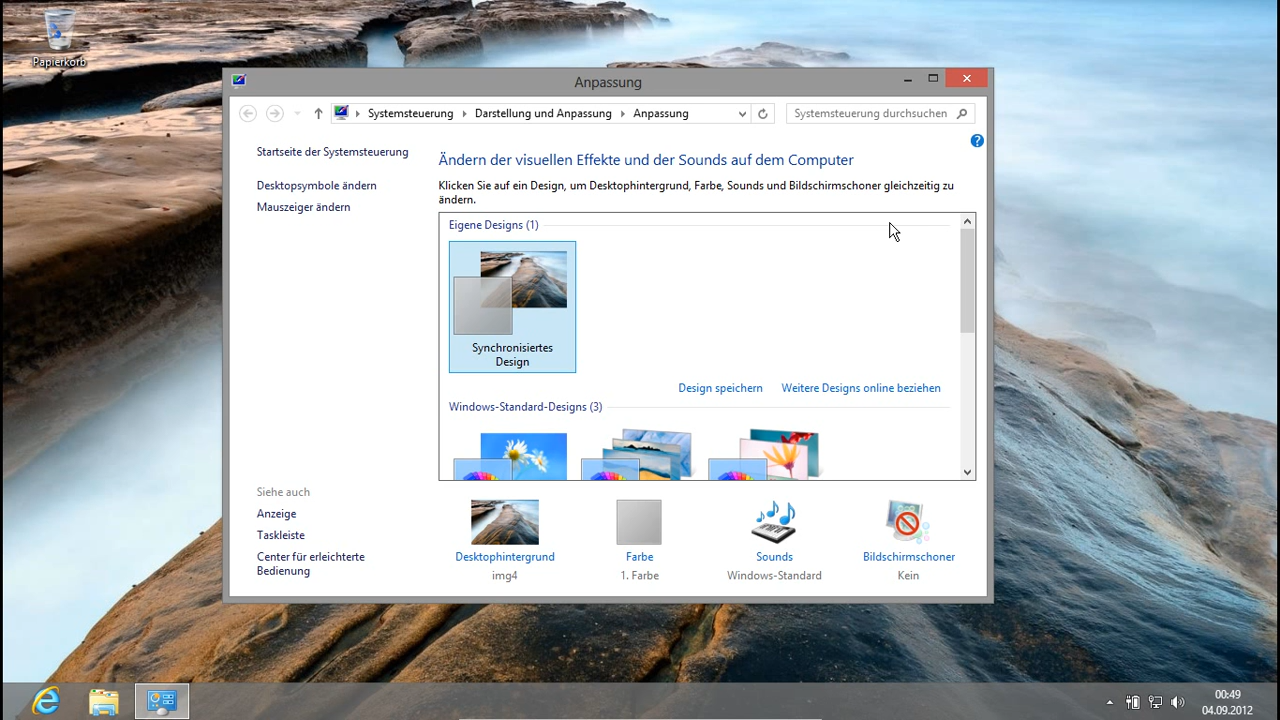 Papierkorb
Anpassung
Systemsteuerung Darstellung und Anpassung Anpassung
Systemsteuerung durchsuchen
?
Startseite der Systemsteuerung
Desktopsymbole ändern
Mauszeiger ändern
Ändern der visuellen Effekte und der Sounds auf dem Computer
Klicken Sie auf ein Design, um Desktophintergrund, Farbe, Sounds und Bildschirmschoner gleichzeitig zu
ändern.
Eigene Designs (1)
Synchronisiertes
Design
Design speichern Weitere Designs online beziehen
Windows-Standard-Designs (3)
Siehe auch
Anzeige
Taskleiste
Center für erleichterte
Bedienung
Desktophintergrund
img4
Farbe
1. Farbe
Sounds
Windows-Standard
Bildschirmschoner
Kein
00:49
04.09.2012